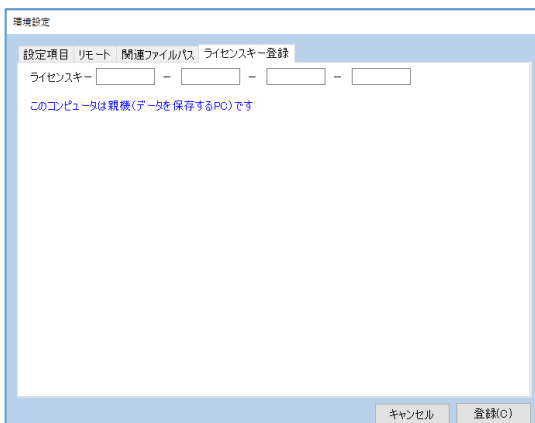 環境設定
設定項目 リモート 関連ファイルパス ライセンスキー登録
ライセンスキー － － －
このコンピュータは親機(データを保存するPC)です
キャンセル 登録(C)